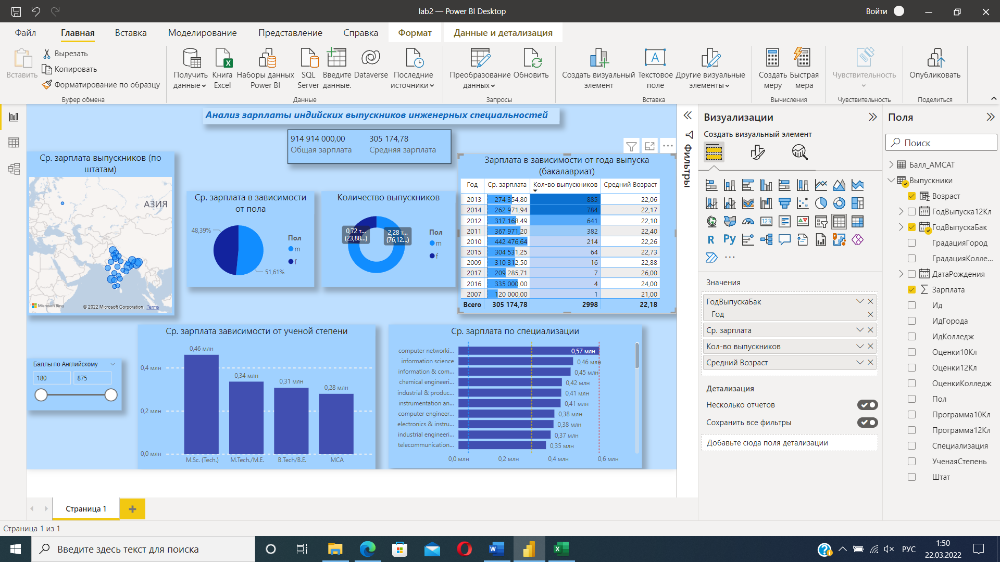 lab2 — Power BI Desktop
Войти
Файл
Главная
Вставка
Моделирование
Представление
Справка
Формат
Данные и детализация
Вставить
Вырезать
Копировать
Форматирование по образцу
Буфер обмена
Получить данные
Книга Excel
Наборы данных Power BI
SQL Server
Введите данные.
Dataverse
Последние источники
Данные
Преобразование данных
Обновить
Запросы
Создать визуальный элемент
Текстовое поле
Другие визуальные элементы
Вставка
Создать меру
Быстрая мера
Вычисления
Чувствительность
Чувствительность
Опубликовать
Поделиться
Анализ зарплаты индийских выпускников инженерных специальностей
914 914 000,00
Общая зарплата
305 174,78
Средняя зарплата
Ср. зарплата выпускников (по
штатам)
АЗИЯ
Microsoft Bing
© 2022 Microsoft Corporation Terms
Ср. зарплата в зависимости
от пола
48,39%
51,61%
Пол
m
f
Количество выпускников
0,72 т...
(23,88...)
2,28 т...
(76,12...)
Пол
m
f
Зарплата в зависимости от года выпуска
(бакалавриат)
Год Ср. зарплата Кол-во выпускников Средний Возраст
2013 274 354,80 885 22,06
2014 262 971,94 784 22,17
2012 317 168,49 641 22,10
2011 367 971,20 382 22,40
2010 442 476,64 214 22,26
2015 304 531,25 64 22,73
2009 310 312,50 16 22,88
2017 209 285,71 7 26,00
2016 335 000,00 4 24,00
2007 120 000,00 1 21,00
Всего 305 174,78 2998 22,18
Баллы по Английскому
180 875
Ср. зарплата зависимости от ученой степени
0,4 млн
0,2 млн
0,0 млн
0,46 млн
0,34 млн
0,31 млн
0,28 млн
M.Sc. (Tech.) M.Tech./M.E. B.Tech/B.E. MCA
Ср. зарплата по специализации
computer networki... 0,57 млн
information science 0,46 млн
information & com... 0,45 млн
chemical engineeri... 0,42 млн
industrial & produc... 0,41 млн
instrumentation an... 0,41 млн
computer engineer... 0,38 млн
electronics & instru... 0,38 млн
industrial engineeri... 0,37 млн
telecommunication... 0,35 млн
0,0 млн 0,2 млн 0,4 млн 0,6 млн
Фильтры
Визуализации
Создать визуальный элемент
123
R
Py
Значения
ГодВыпускаБак
Год
Ср. зарплата
Кол-во выпускников
Средний Возраст
Детализация
Несколько отчетов
Сохранить все фильтры
Добавьте сюда поля детализации
Поля
Поиск
Балл_АМСАТ
Выпускники
Возраст
ГодВыпуска12Кл
ГодВыпускаБак
ГрадацияГород
ГрадацияКолле...
ДатаРождения
Зарплата
Ид
ИдГорода
ИдКолледж
Оценки10Кл
Оценки12Кл
ОценкиКолледж
Пол
Программа10Кл
Программа12Кл
Специализация
УченаяСтепень
Штат
Страница 1
Страница 1 из 1
Введите здесь текст для поиска
РУС
1:50
22.03.2022